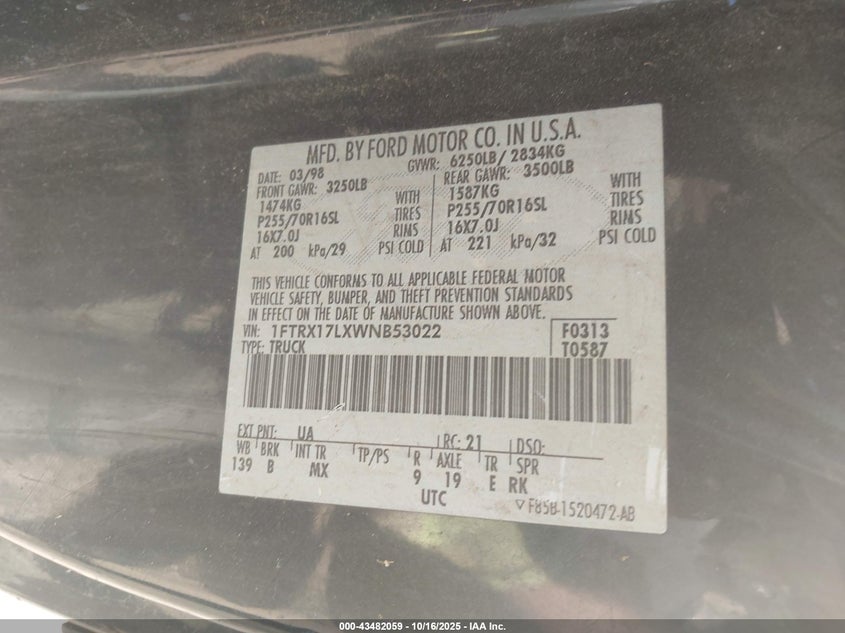 MFD. BY FORD MOTOR CO. IN U.S.A.
DATE: 03/98 GVWR: 6250LB/ 2834KG
FRONT GAWR: 3250LB REAR GAWR: 3500LB
1474KG WITH 1587KG WITH
P255/70R16SL TIRES P255/70R16SL TIRES
16X7.0J RIMS 16X7.0J RIMS
AT 200 kPa/29 PSI COLD AT 221 kPa/32 PSI COLD
THIS VEHICLE CONFORMS TO ALL APPLICABLE FEDERAL MOTOR
VEHICLE SAFETY, BUMPER, AND THEFT PREVENTION STANDARDS
IN EFFECT ON THE DATE OF MANUFACTURE SHOWN ABOVE.
VIN: 1FTRX17LXWNB53022 F0313
TYPE: TRUCK T0587
EXT PNT: UA RC: 21 DSO:
WB BRK INT TR TP/PS R AXLE TR SPR
139 B MX 9 19 E RK
UTC F85B-1520472-AB
000-43482059 - 10/16/2025 - IAA Inc.